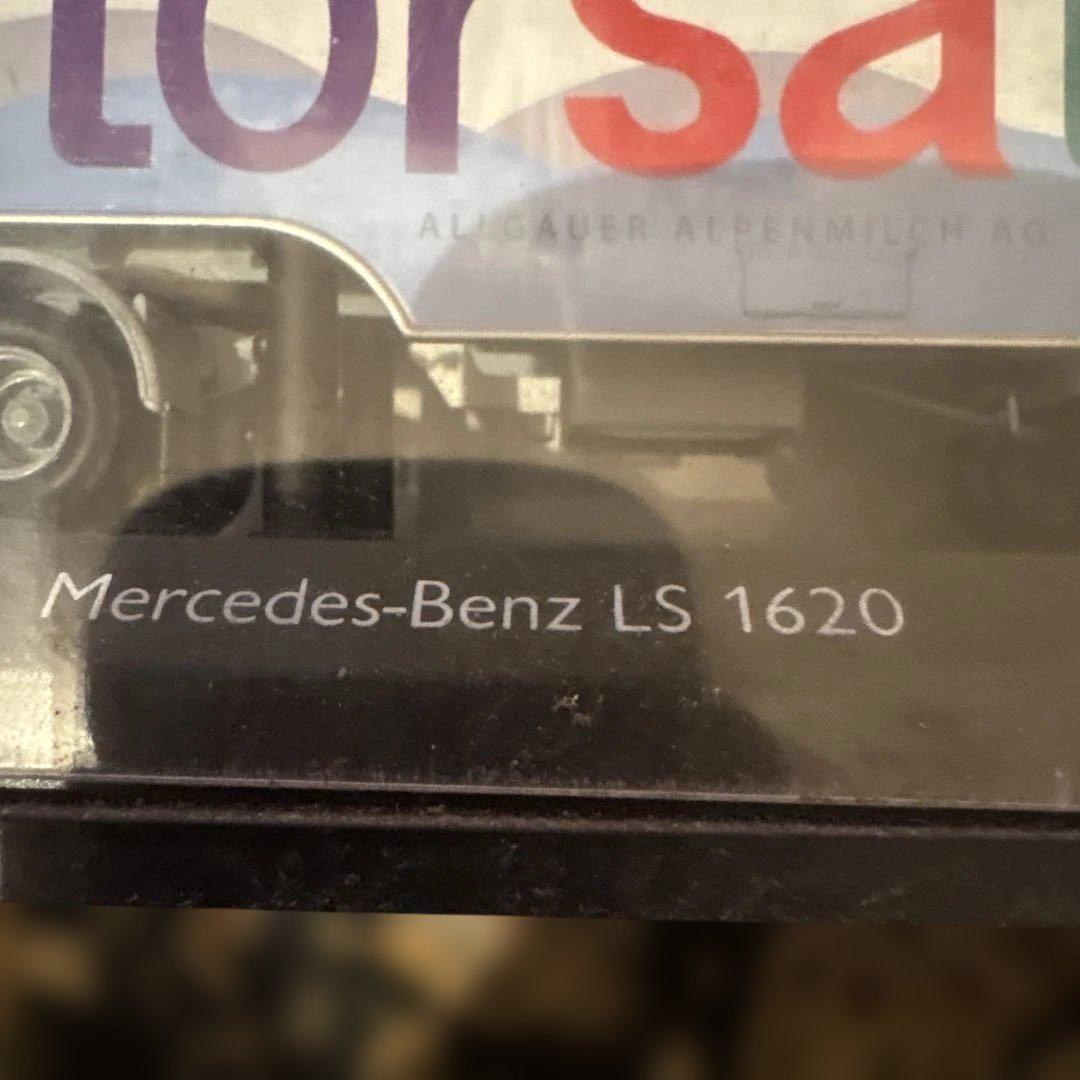 torsa
ALLGÄUER ALPENMILCH AG
Mercedes-Benz LS 1620